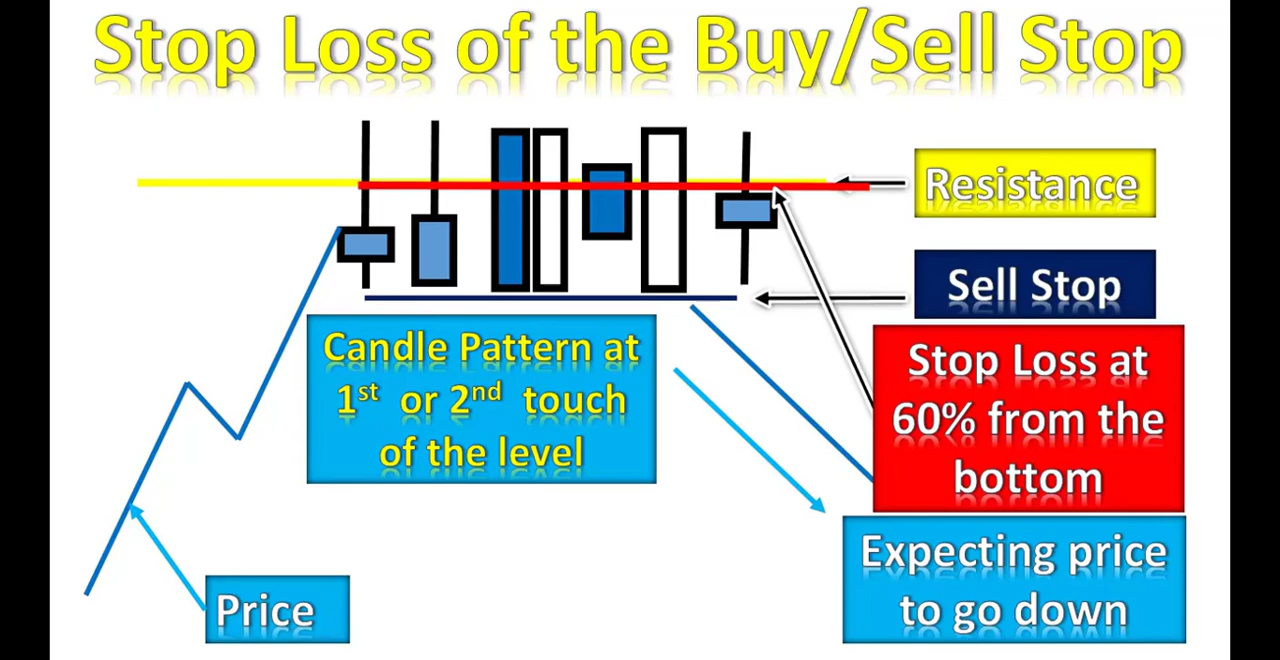 Stop Loss of the Buy/Sell Stop
Resistance
Sell Stop
Candle Pattern at
1st or 2nd touch
of the level
Stop Loss at
60% from the
bottom
Expecting price
to go down
Price